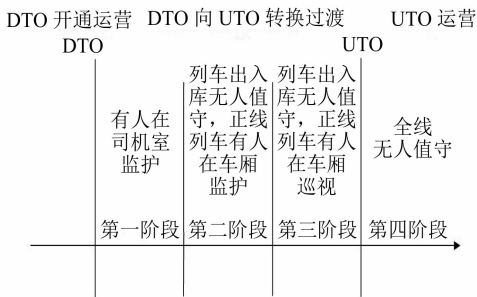 DTO 开通运营 DTO 向 UTO 转换过渡 UTO 运营
DTO UTO
有人在
司机室
监护
列车出入
库无人值
守，正线
列车有人
在车厢
监护
列车出入
库无人值
守，正线
列车有人
在车厢
巡视
全线
无人值守
第一阶段 第二阶段 第三阶段 第四阶段